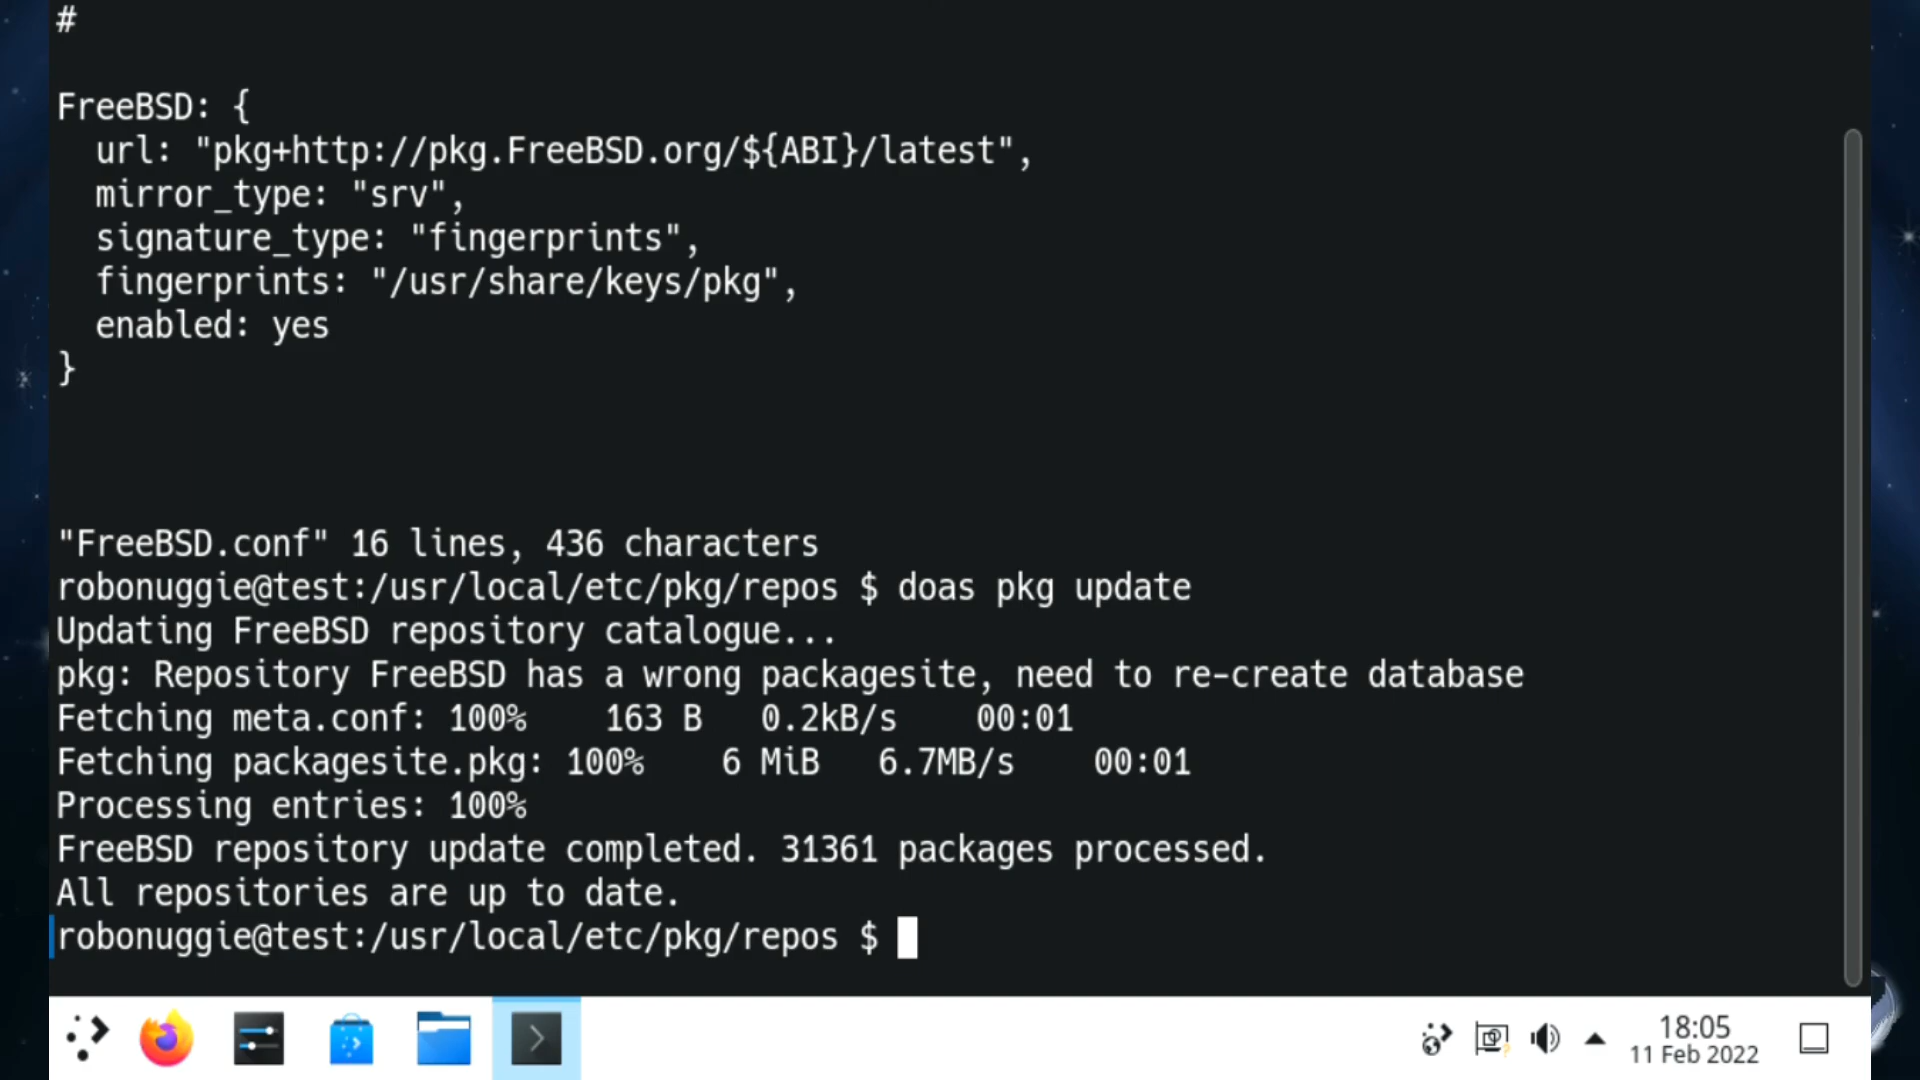 #
FreeBSD: {
  url: "pkg+http://pkg.FreeBSD.org/${ABI}/latest",
  mirror_type: "srv",
  signature_type: "fingerprints",
  fingerprints: "/usr/share/keys/pkg",
  enabled: yes
}
"FreeBSD.conf" 16 lines, 436 characters
robonuggie@test:/usr/local/etc/pkg/repos $ doas pkg update
Updating FreeBSD repository catalogue...
pkg: Repository FreeBSD has a wrong packagesite, need to re-create database
Fetching meta.conf: 100%    163 B   0.2kB/s    00:01
Fetching packagesite.pkg: 100%    6 MiB   6.7MB/s    00:01
Processing entries: 100%
FreeBSD repository update completed. 31361 packages processed.
All repositories are up to date.
robonuggie@test:/usr/local/etc/pkg/repos $
18:05
11 Feb 2022